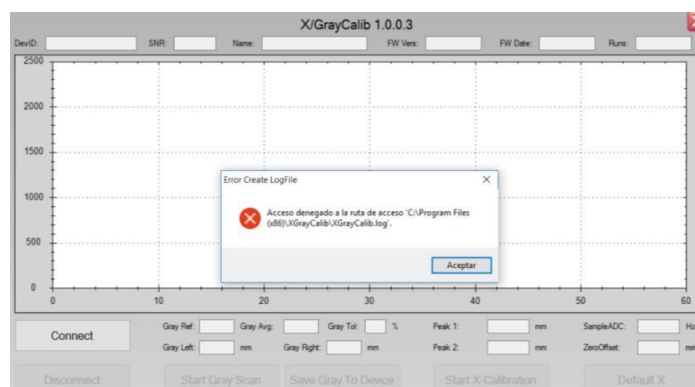 X/GrayCalib 1.0.0.3
DevID: SNR: Name: FW Vers: FW Date: Runs:
2500
2000
1500
1000
500
0
0 10 20 30 40 50 60
Error Create LogFile
Acceso denegado a la ruta de acceso 'C:\Program Files
(x86)\XGrayCalib\XGrayCalib.log'.
Aceptar
Connect
Gray Ref: Gray Avg: Gray Tol: % Peak 1: mm SampleADC: Hz
Gray Left: mm Gray Right: mm Peak 2: mm ZeroOffset: mm
Disconnect Start Gray Scan Save Gray To Device Start X-Calibration Default X